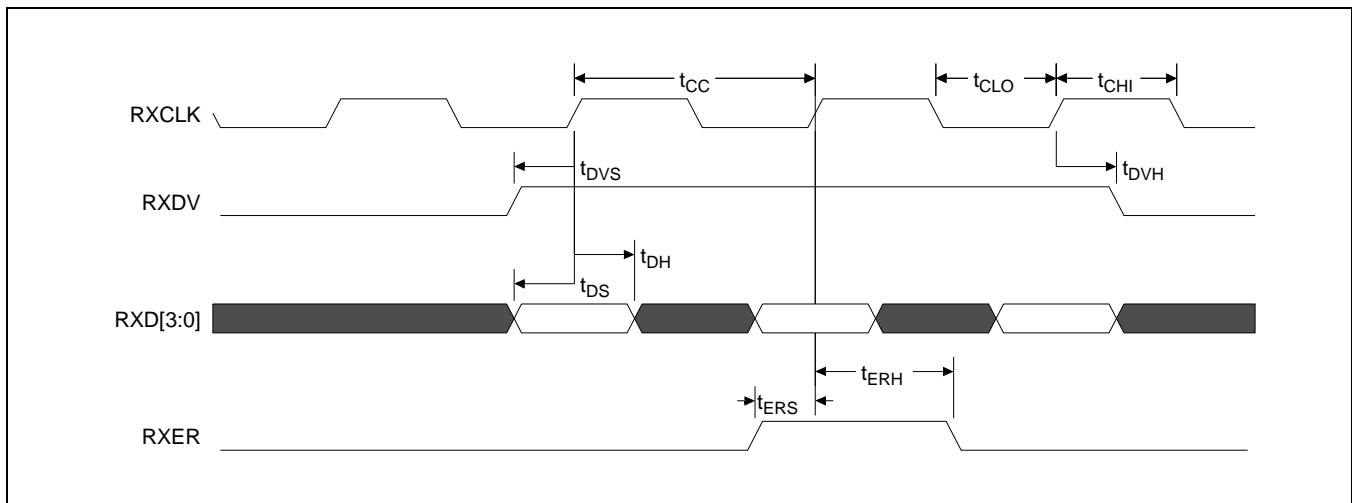 tCC
tCLO
tCHI
RXCLK
tDVS
tDVH
RXDV
tDH
tDS
RXD[3:0]
tERH
tERS
RXER